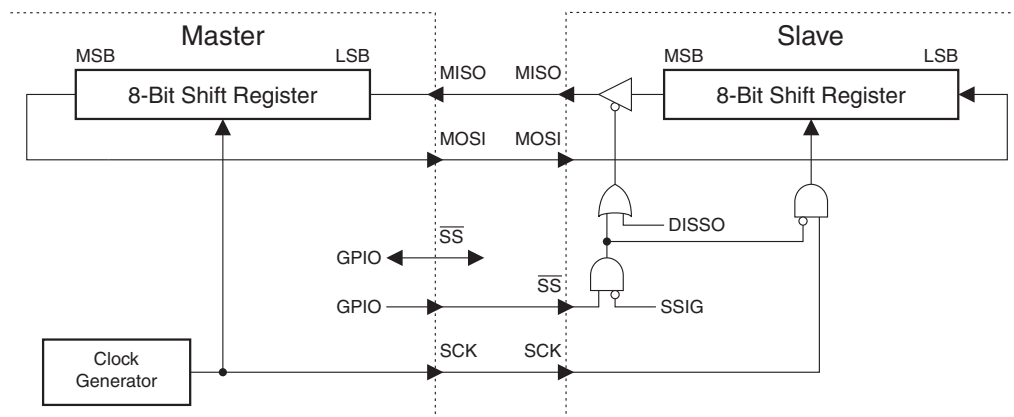 Master
Slave
MSB
LSB
8-Bit Shift Register
MISO
MISO
MSB
LSB
8-Bit Shift Register
MOSI
MOSI
DISSO
SS
GPIO
SS
GPIO
SSIG
SCK
SCK
Clock
Generator